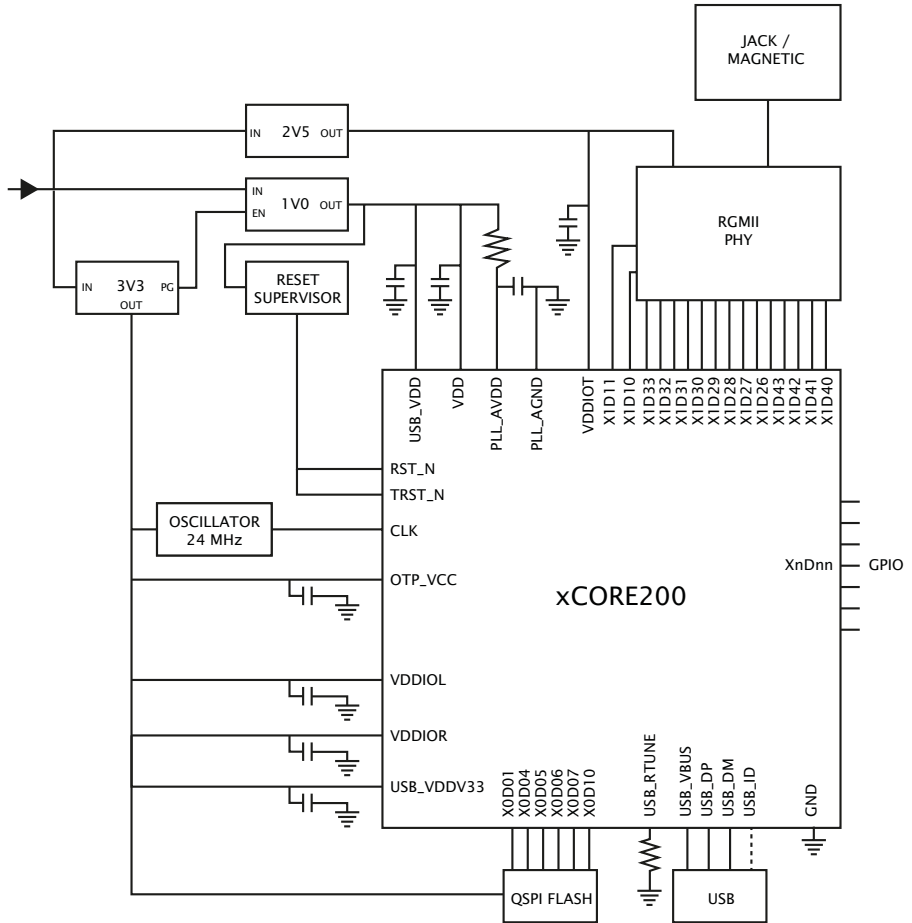 JACK /
MAGNETIC
IN 2V5 OUT
IN
1V0 OUT
EN
RGMII
PHY
IN 3V3 PG
OUT
RESET
SUPERVISOR
USB_VDD
VDD
PLL_AVDD
PLL_AGND
VDDIOT
X1D11
X1D10
X1D33
X1D32
X1D31
X1D30
X1D29
X1D28
X1D27
X1D26
X1D43
X1D42
X1D41
X1D40
RST_N
TRST_N
OSCILLATOR
24 MHz
CLK
XnDnn GPIO
OTP_VCC
xCORE200
VDDIOL
VDDIOR
USB_VDDV33
X0D01
X0D04
X0D05
X0D06
X0D07
X0D10
USB_RTUNE
USB_VBUS
USB_DP
USB_DM
USB_ID
GND
QSPI FLASH
USB